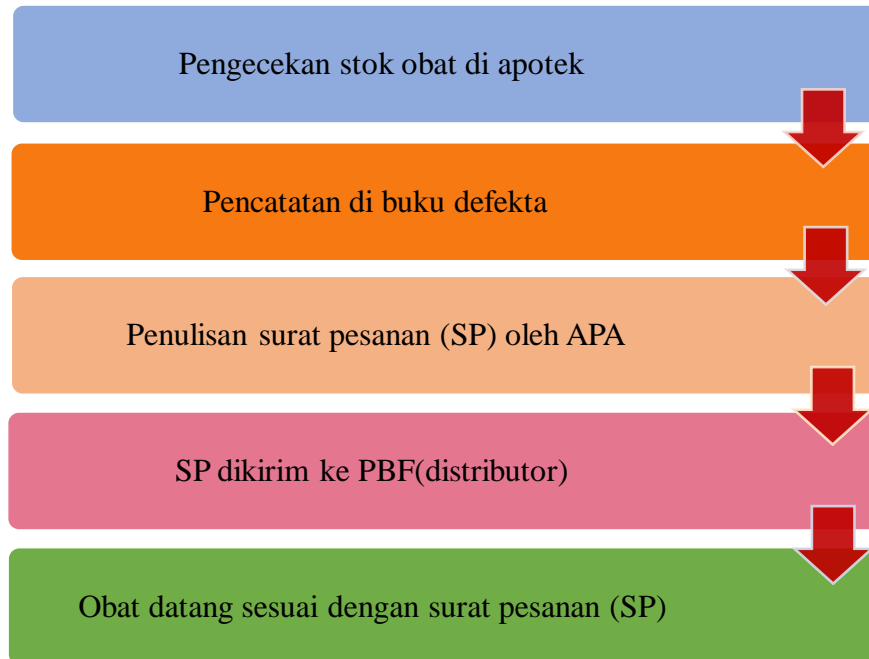 Pengecekan stok obat di apotek
Pencatatan di buku defekta
Penulisan surat pesanan (SP) oleh APA
SP dikirim ke PBF(distributor)
Obat datang sesuai dengan surat pesanan (SP)